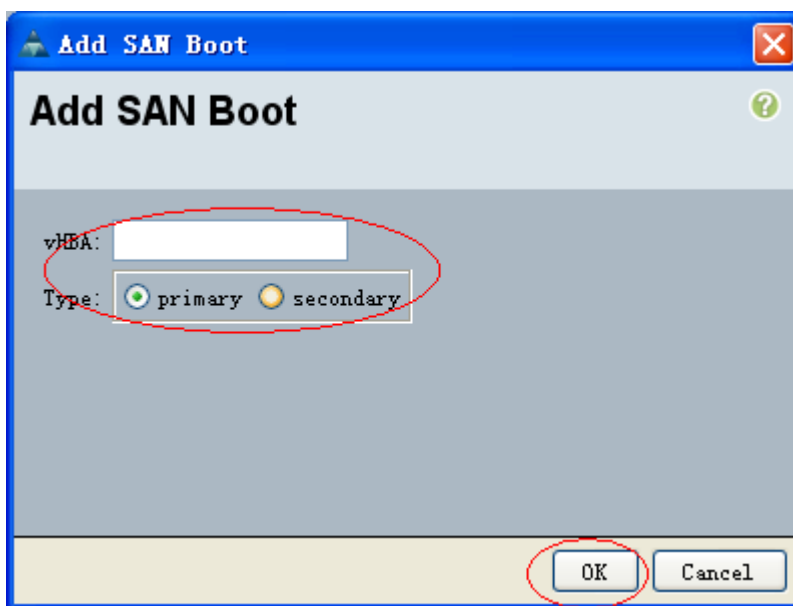 Add SAN Boot
Add SAN Boot
?
vHBA:
Type: primary secondary
OK Cancel